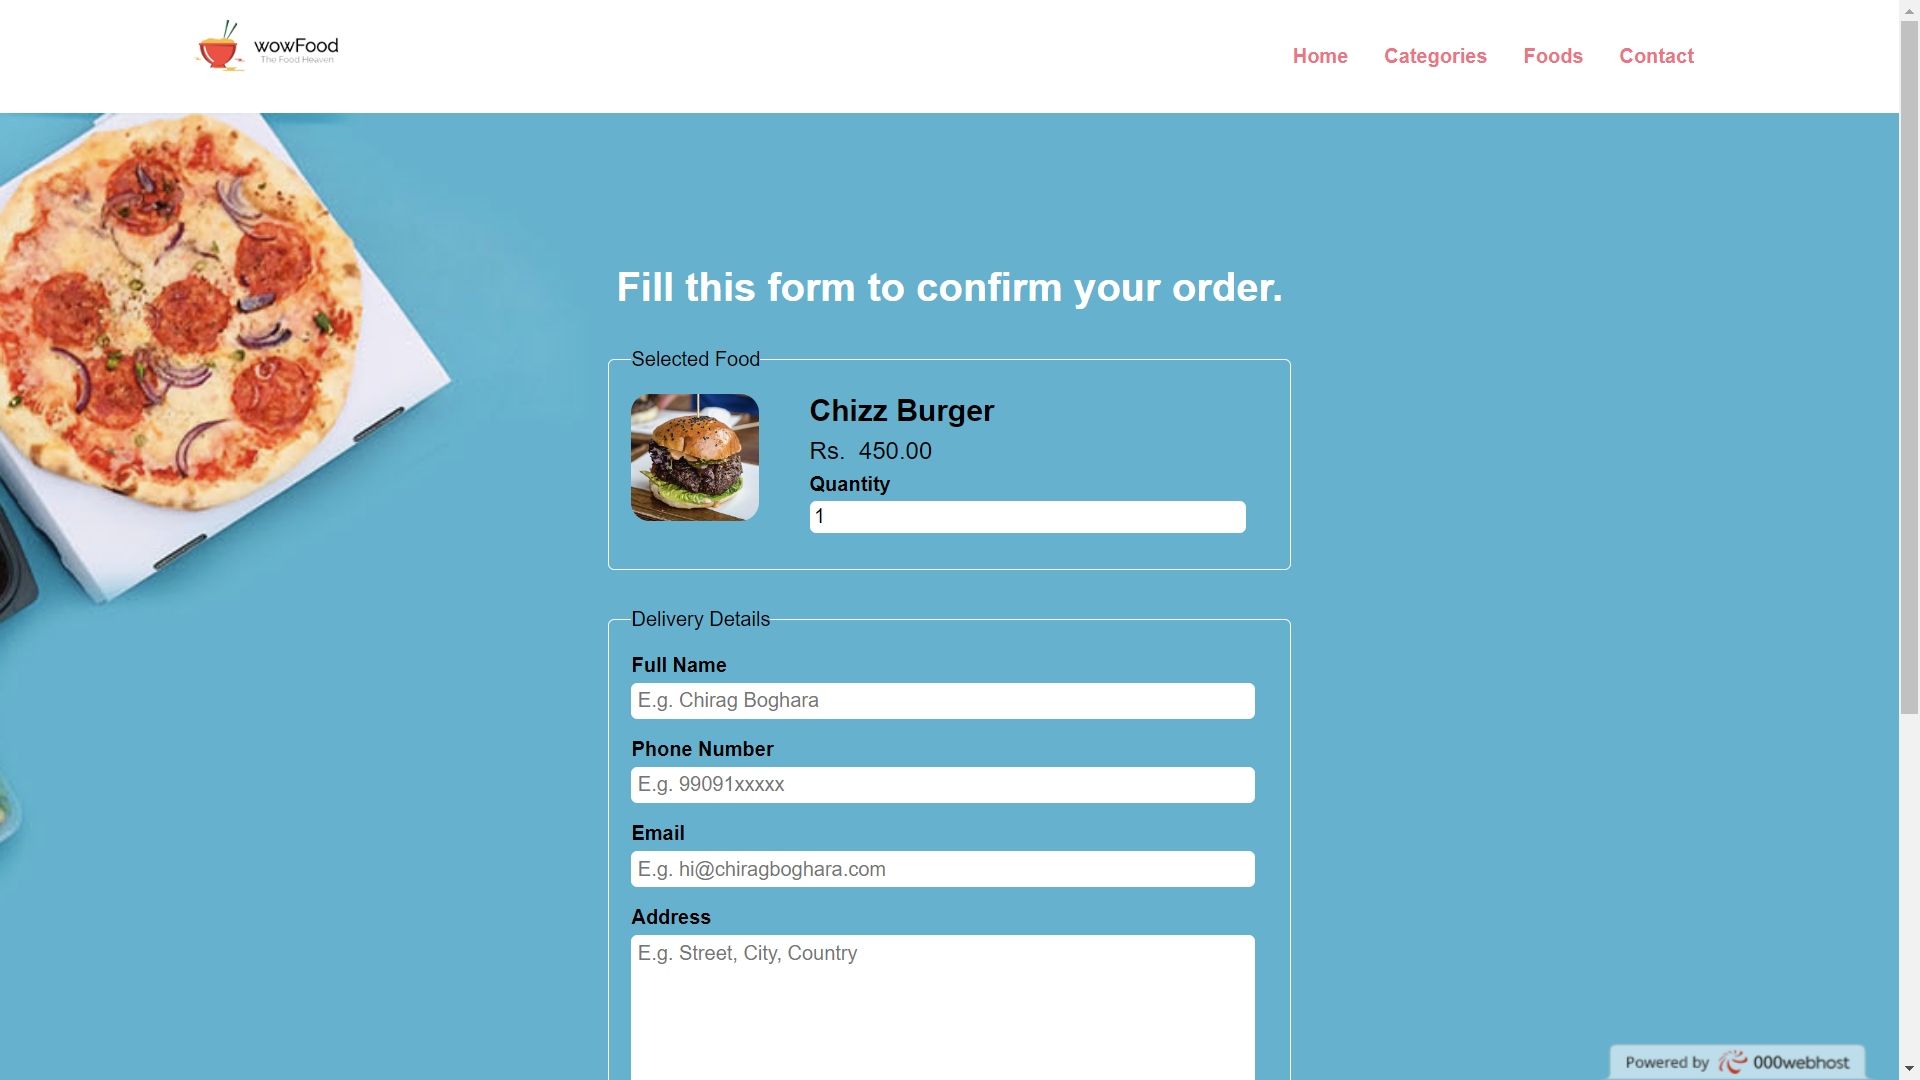 wowFood
The Food Heaven
Home
Categories
Foods
Contact
Fill this form to confirm your order.
Selected Food
Chizz Burger
Rs. 450.00
Quantity
1
Delivery Details
Full Name
E.g. Chirag Boghara
Phone Number
E.g. 99091xxxxx
Email
E.g. hi@chiragboghara.com
Address
E.g. Street, City, Country
Powered by 000webhost